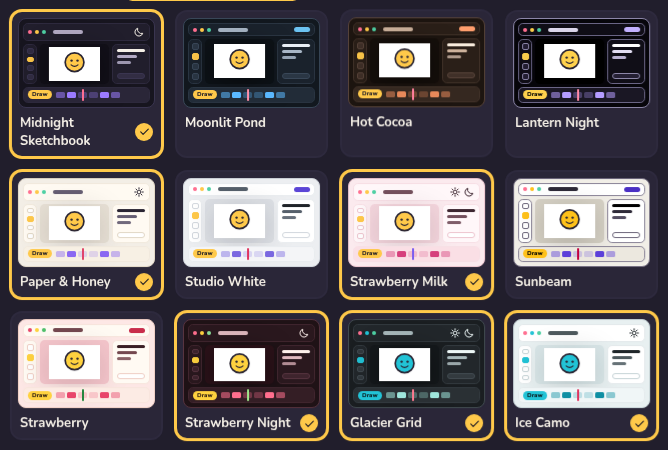 Draw
Draw
Draw
Draw
Midnight
Sketchbook
Moonlit Pond
Hot Cocoa
Lantern Night
Draw
Draw
Draw
Draw
Paper & Honey
Studio White
Strawberry Milk
Sunbeam
Draw
Draw
Draw
Draw
Strawberry
Strawberry Night
Glacier Grid
Ice Camo